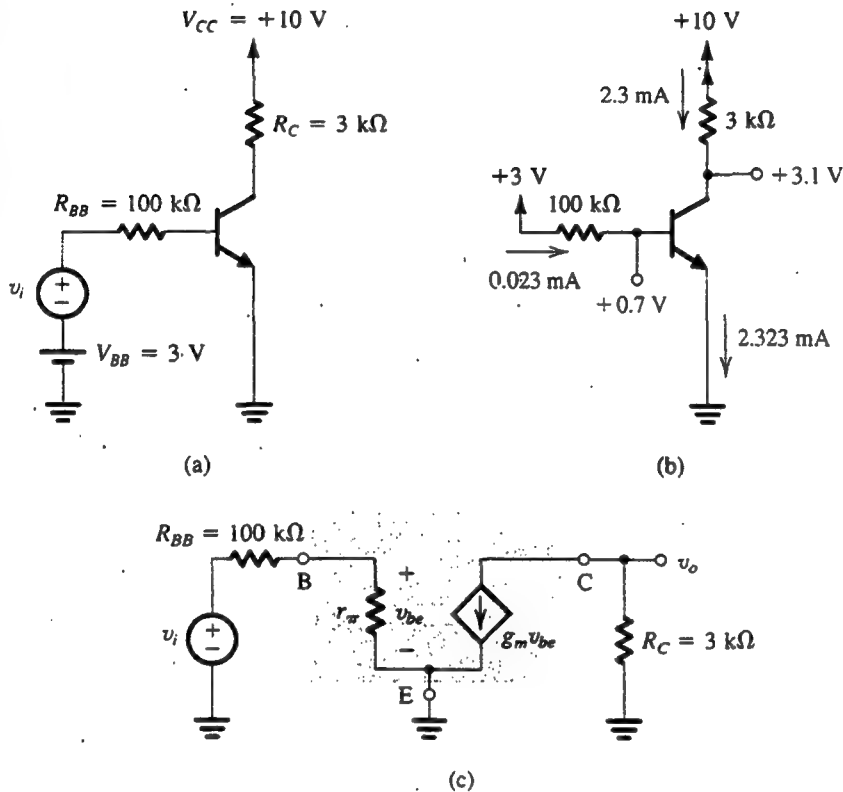 V_CC = +10 V
R_C = 3 kΩ
R_BB = 100 kΩ
v_i
+
−
V_BB = 3 V
(a)
+10 V
2.3 mA
3 kΩ
+3.1 V
+3 V
100 kΩ
0.023 mA
+0.7 V
2.323 mA
(b)
R_BB = 100 kΩ
B
C
v_o
v_i
+
−
r_π
+
v_be
−
g_m v_be
R_C = 3 kΩ
E
(c)